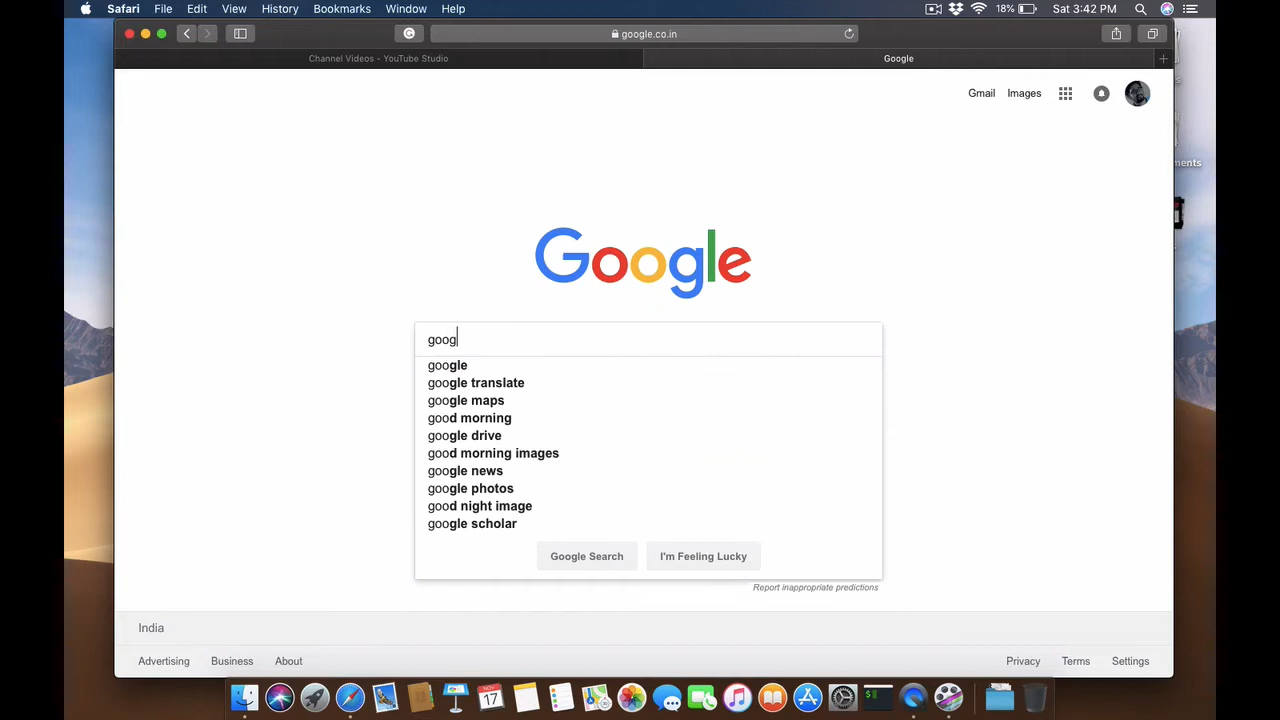 Safari File Edit View History Bookmarks Window Help 18% Sat 3:42 PM
G google.co.in
Channel Videos - YouTube Studio Google
Gmail Images
ments
Google
goog
google
google translate
google maps
good morning
google drive
good morning images
google news
google photos
good night image
google scholar
Google Search I'm Feeling Lucky
Report inappropriate predictions
India
Advertising Business About Privacy Terms Settings
NOV
17